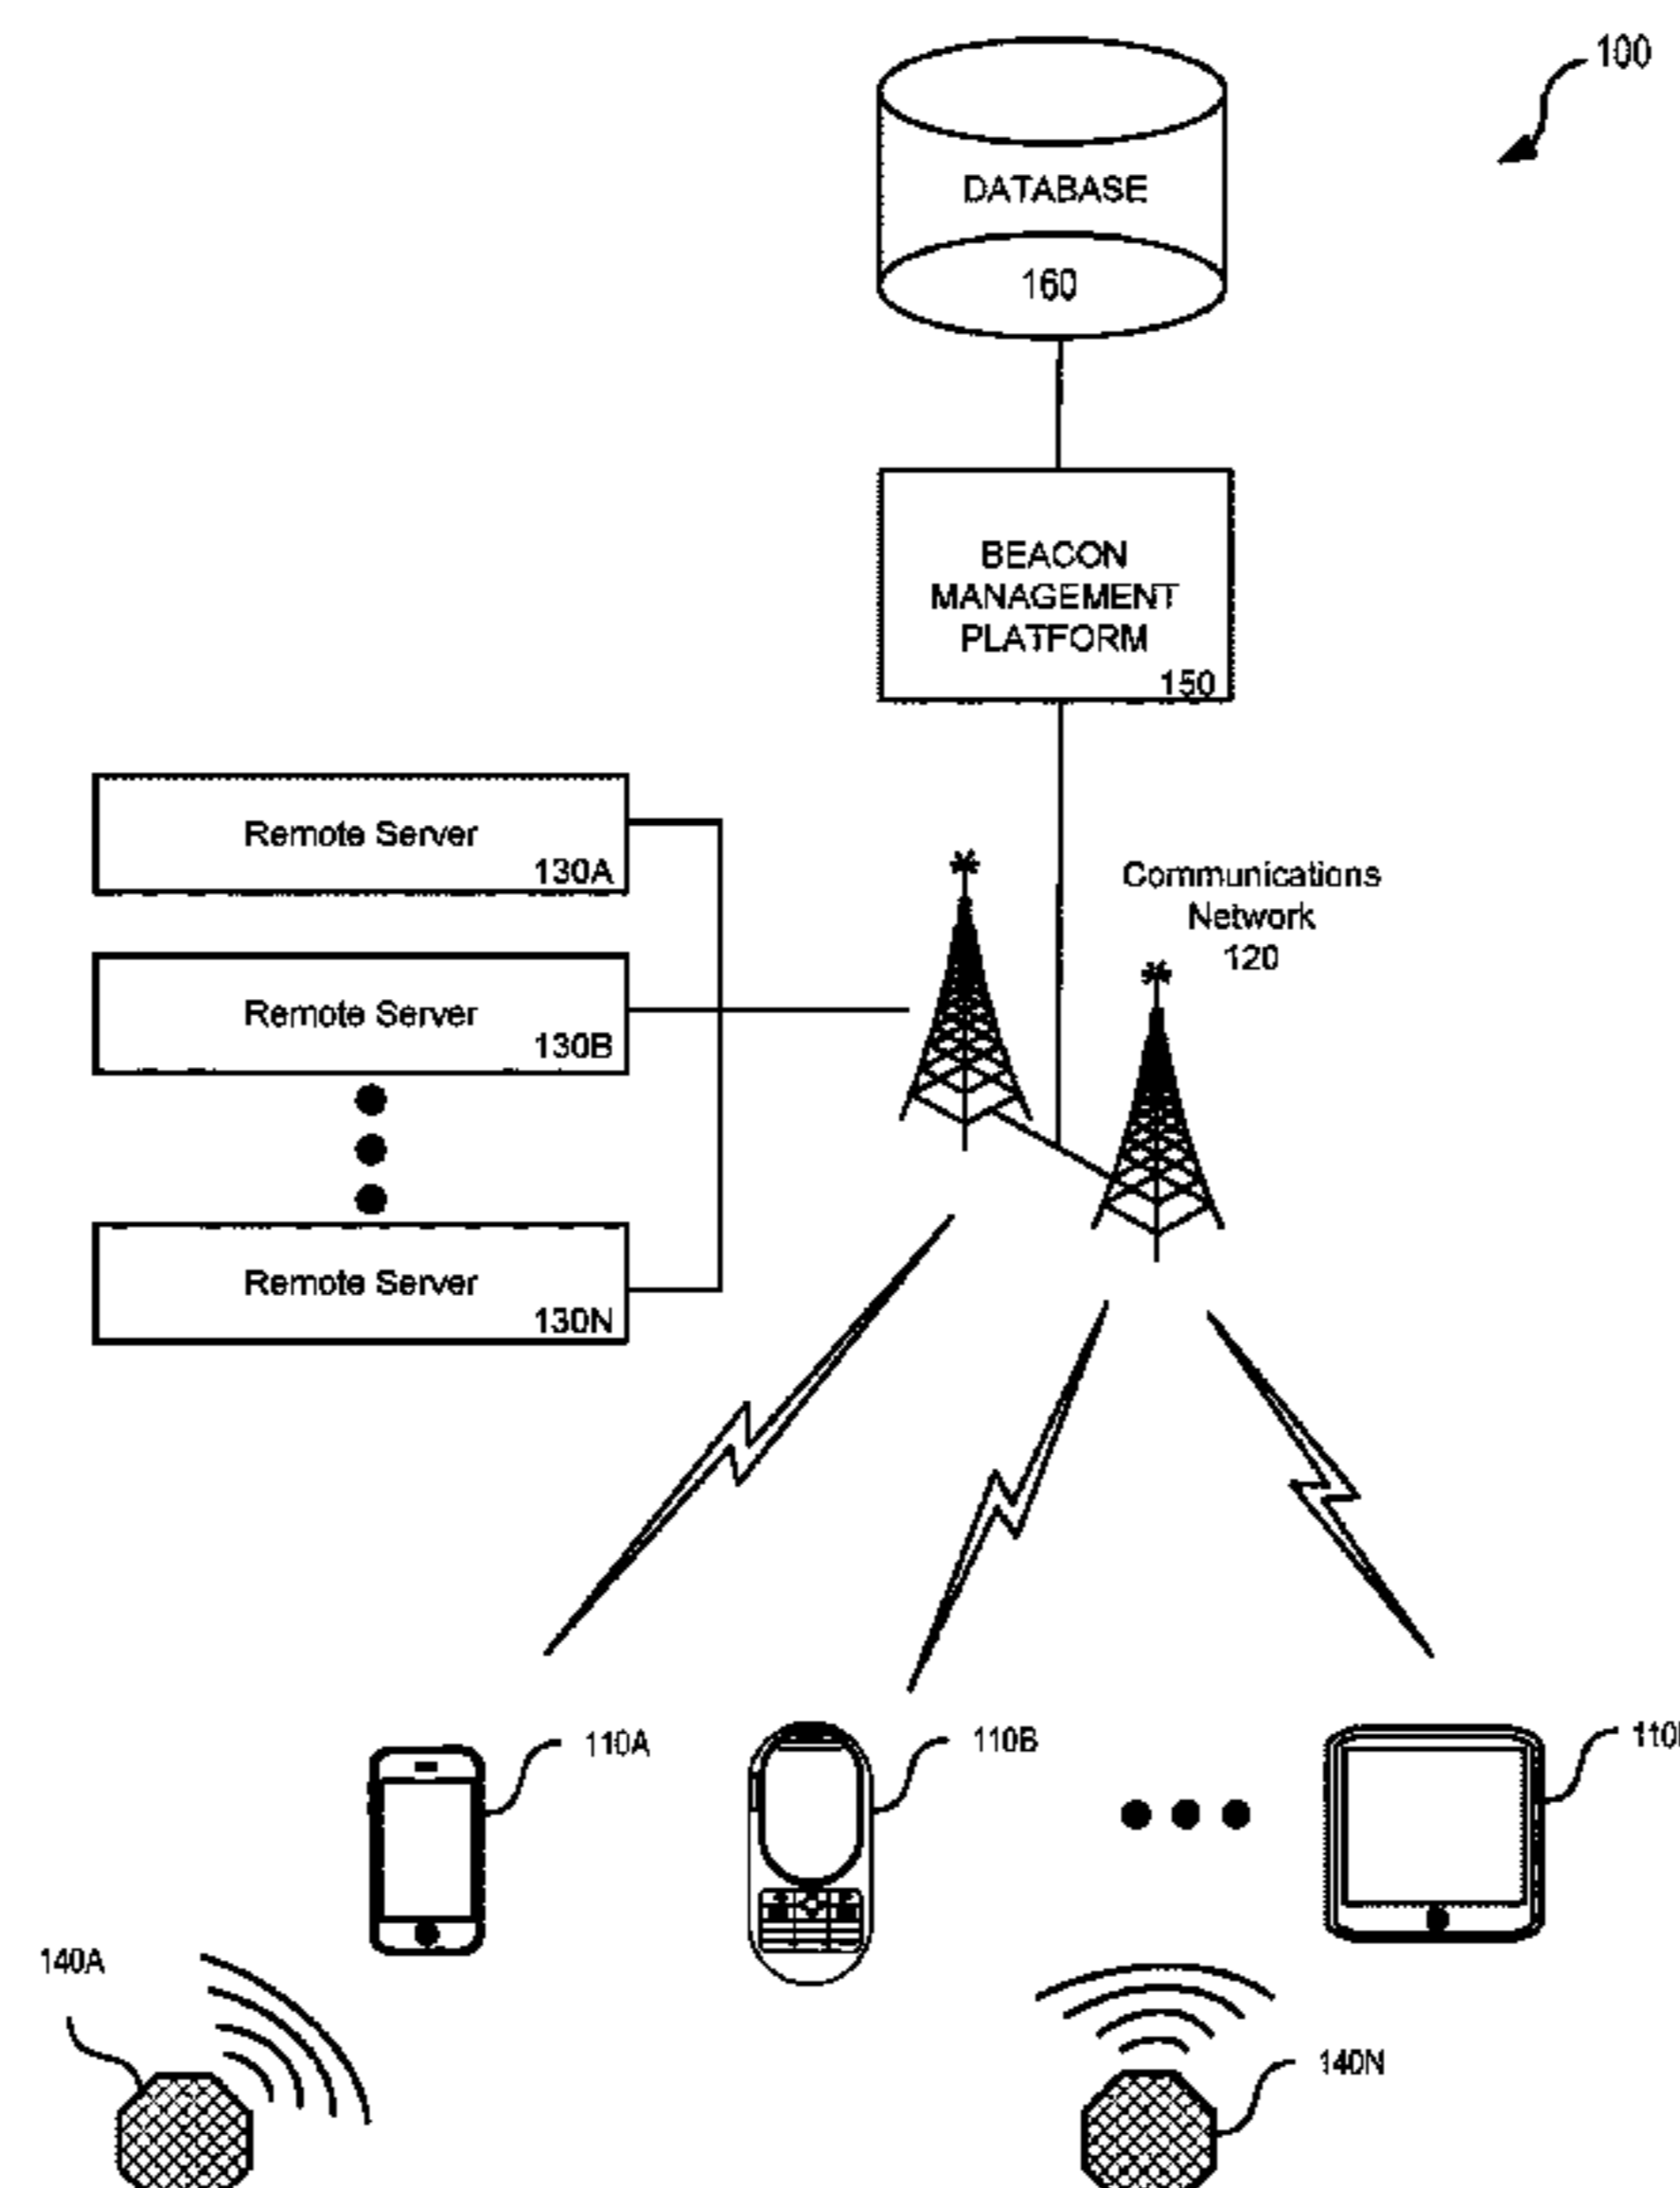 100
DATABASE
160
BEACON
MANAGEMENT
PLATFORM
150
Remote Server
130A
Communications
Network
120
Remote Server
130B
Remote Server
130N
110A
110B
140A
140N